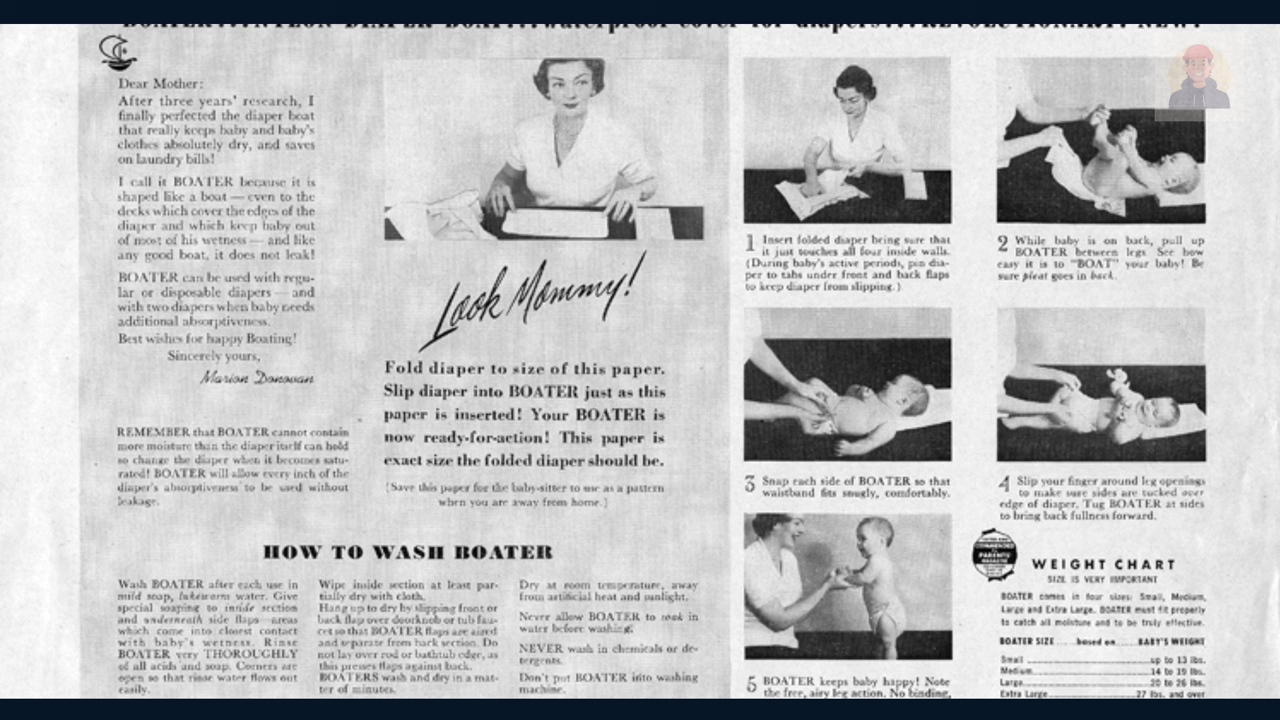 Dear Mother:
After three years' research, I
finally perfected the diaper boat
that really keeps baby and baby's
clothes absolutely dry, and saves
on laundry bills!
I call it BOATER because it is
shaped like a boat — even to the
decks which cover the edges of the
diaper and which keep baby out
of most of his wetness — and like
any good boat, it does not leak!
BOATER can be used with regu-
lar or disposable diapers — and
with two diapers when baby needs
additional absorptiveness.
Best wishes for happy Boating!
Sincerely yours,
Marion Donovan
REMEMBER that BOATER cannot contain
more moisture than the diaper itself can hold
so change the diaper when it becomes satu-
rated! BOATER will allow every inch of the
diaper's absorptiveness to be used without
leakage.
Look Mommy!
Fold diaper to size of this paper.
Slip diaper into BOATER just as this
paper is inserted! Your BOATER is
now ready-for-action! This paper is
exact size the folded diaper should be.
(Save this paper for the baby-sitter to use as a pattern
when you are away from home.)
HOW TO WASH BOATER
Wash BOATER after each use in
mild soap, lukewarm water. Give
special soaping to inside section
and underneath side flaps—areas
which come into closest contact
with baby's wetness. Rinse
BOATER very THOROUGHLY
of all acids and soap. Corners are
open so that rinse water flows out
easily.
Wipe inside section at least par-
tially dry with cloth.
Hang up to dry by slipping front or
back flap over doorknob or tub fau-
cet so that BOATER flaps are aired
and separate from back section. Do
not lay over rod or bathtub edge, as
this presses flaps against back.
BOATERS wash and dry in a mat-
ter of minutes.
Dry at room temperature, away
from artificial heat and sunlight.
Never allow BOATER to soak in
water before washing.
NEVER wash in chemicals or de-
tergents.
Don't put BOATER into washing
machine.
1 Insert folded diaper being sure that
it just touches all four inside walls.
(During baby's active periods, pin dia-
per to tabs under front and back flaps
to keep diaper from slipping.)
2 While baby is on back, pull up
BOATER between legs. See how
easy it is to "BOAT" your baby! Be
sure pleat goes in back.
3 Snap each side of BOATER so that
waistband fits snugly, comfortably.
4 Slip your finger around leg openings
to make sure sides are tucked over
edge of diaper. Tug BOATER at sides
to bring back fullness forward.
5 BOATER keeps baby happy! Note
the free, airy leg action. No binding,
RECOMMENDED
PARENTS'
MAGAZINE
WEIGHT CHART
SIZE IS VERY IMPORTANT
BOATER comes in four sizes: Small, Medium,
Large and Extra Large. BOATER must fit properly
to catch all moisture and to be truly effective.
BOATER SIZE....based on....BABY'S WEIGHT
Small up to 13 lbs.
Medium 14 to 19 lbs.
Large 20 to 26 lbs.
Extra Large 27 lbs. and over